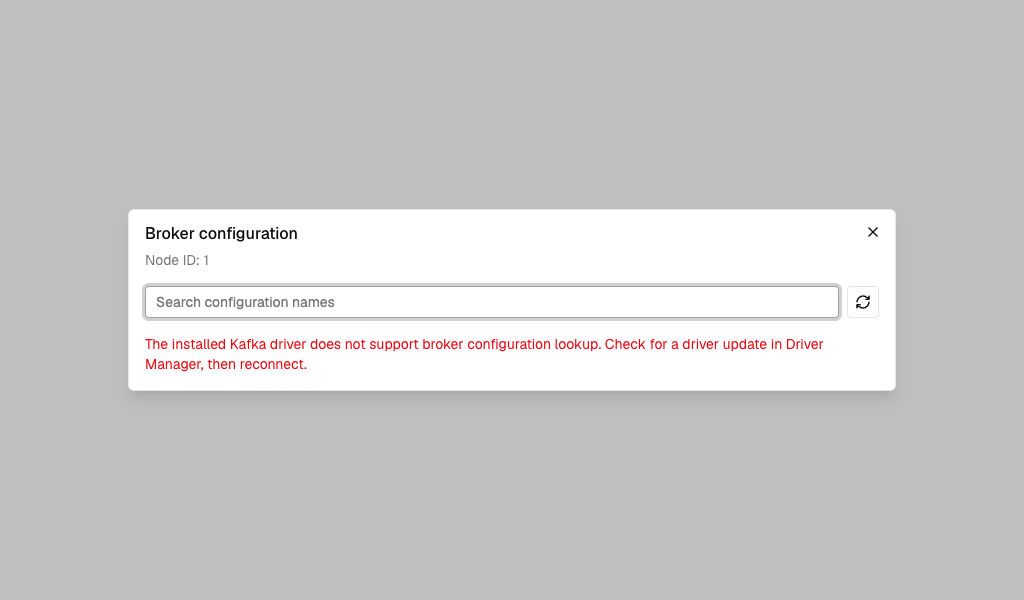 Broker configuration
Node ID: 1
Search configuration names
The installed Kafka driver does not support broker configuration lookup. Check for a driver update in Driver
Manager, then reconnect.